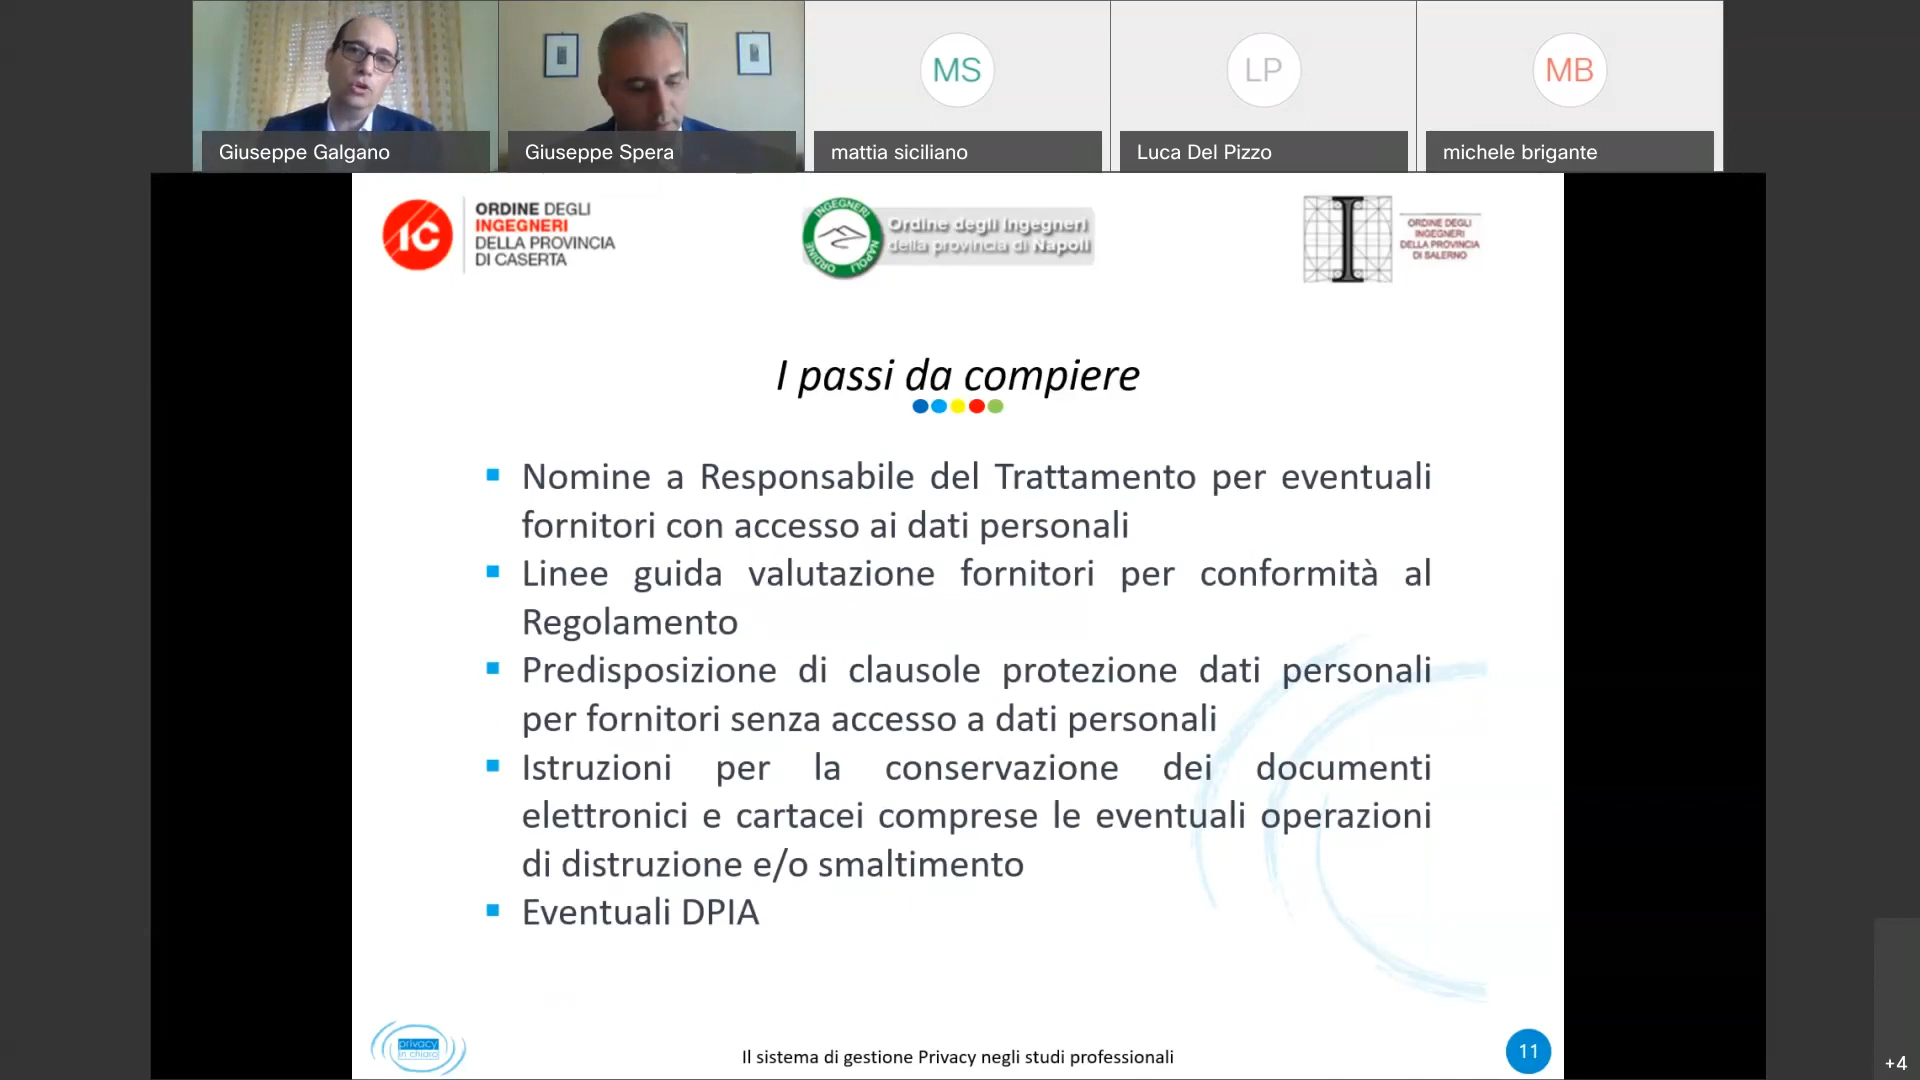 MS
LP
MB
Giuseppe Galgano
Giuseppe Spera
mattia siciliano
Luca Del Pizzo
michele brigante
IC
ORDINE DEGLI
INGEGNERI
DELLA PROVINCIA
DI CASERTA
INGEGNERI
ORDINE
NAPOLI
Ordine degli Ingegneri
della provincia di Napoli
I
ORDINE DEGLI
INGEGNERI
DELLA PROVINCIA
DI SALERNO
I passi da compiere
Nomine a Responsabile del Trattamento per eventuali
fornitori con accesso ai dati personali
Linee guida valutazione fornitori per conformità al
Regolamento
Predisposizione di clausole protezione dati personali
per fornitori senza accesso a dati personali
Istruzioni per la conservazione dei documenti
elettronici e cartacei comprese le eventuali operazioni
di distruzione e/o smaltimento
Eventuali DPIA
privacy
in chiaro
Il sistema di gestione Privacy negli studi professionali
11
+4